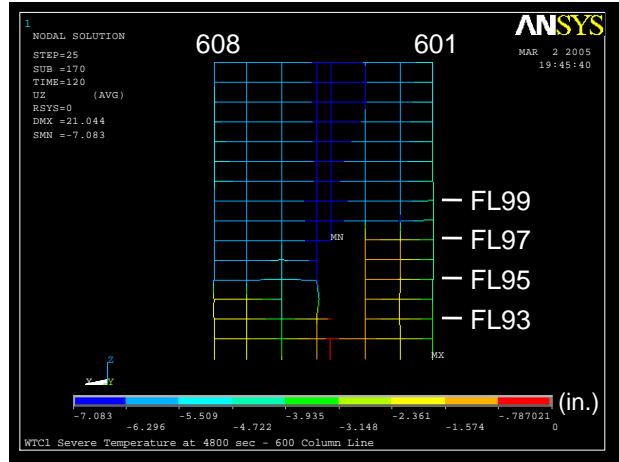 1
NODAL SOLUTION
STEP=25
SUB =170
TIME=120
UZ (AVG)
RSYS=0
DMX =21.044
SMN =-7.083
608
601
ANSYS
MAR 2 2005
19:45:40
FL99
FL97
MN
FL95
FL93
MX
Z
X Y
-7.083 -5.509 -3.935 -2.361 -.787021 (in.)
-6.296 -4.722 -3.148 -1.574 0
WTC1 Severe Temperature at 4800 sec - 600 Column Line